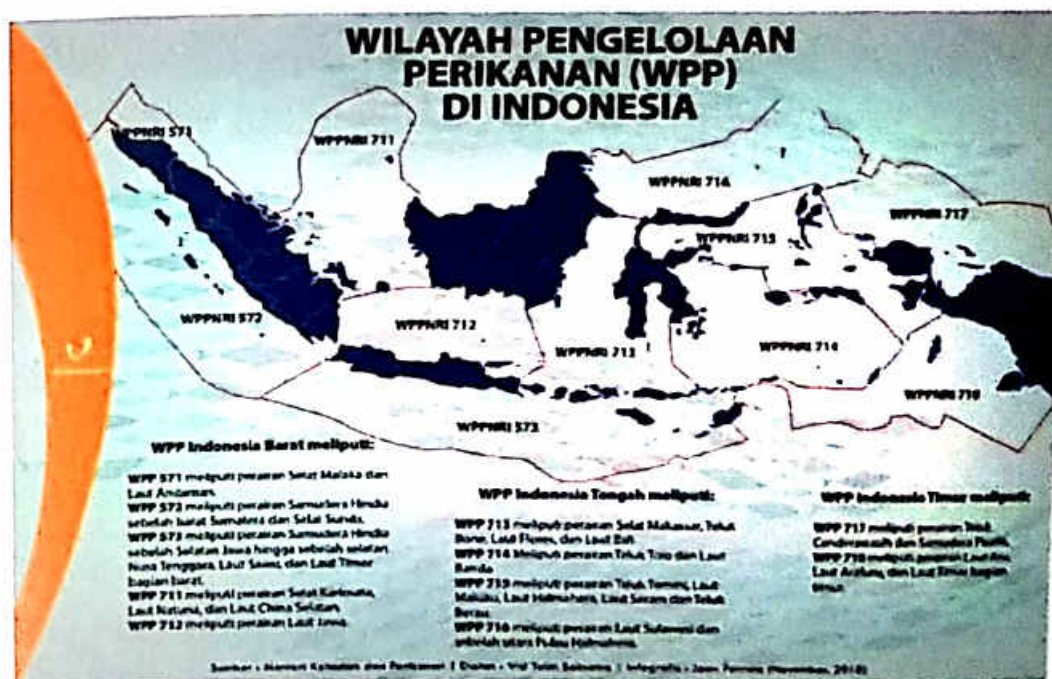 WILAYAH PENGELOLAAN
PERIKANAN (WPP)
DI INDONESIA
WPPNRI 571
WPPNRI 711
WPPNRI 716
WPPNRI 717
WPPNRI 715
WPPNRI 572
WPPNRI 712
WPPNRI 713
WPPNRI 714
WPPNRI 718
WPPNRI 573
WPP Indonesia Barat meliputi:
WPP 571 meliputi perairan Selat Malaka dan
Laut Andaman.
WPP 572 meliputi perairan Samudera Hindia
sebelah barat Sumatera dan Selat Sunda.
WPP 573 meliputi perairan Samudera Hindia
sebelah Selatan Jawa hingga sebelah selatan
Nusa Tenggara, Laut Sawu, dan Laut Timor
bagian barat.
WPP 711 meliputi perairan Selat Karimata,
Laut Natuna, dan Laut China Selatan.
WPP 712 meliputi perairan Laut Jawa.
WPP Indonesia Tengah meliputi:
WPP 713 meliputi perairan Selat Makassar, Teluk
Bone, Laut Flores, dan Laut Bali.
WPP 714 Meliputi perairan Teluk Tolo dan Laut
Banda
WPP 715 meliputi perairan Teluk Tomini, Laut
Maluku, Laut Halmahera, Laut Seram dan Teluk
Berau.
WPP 716 meliputi perairan Laut Sulawesi dan
sebelah utara Pulau Halmahera.
WPP Indonesia Timur meliputi:
WPP 717 meliputi perairan Teluk
Cenderawasih dan Samudera Pasifik.
WPP 718 meliputi perairan Laut Aru,
Laut Arafuru, dan Laut Timor bagian
timur.
Sumber : Kelautan dan Perikanan | Infografis :